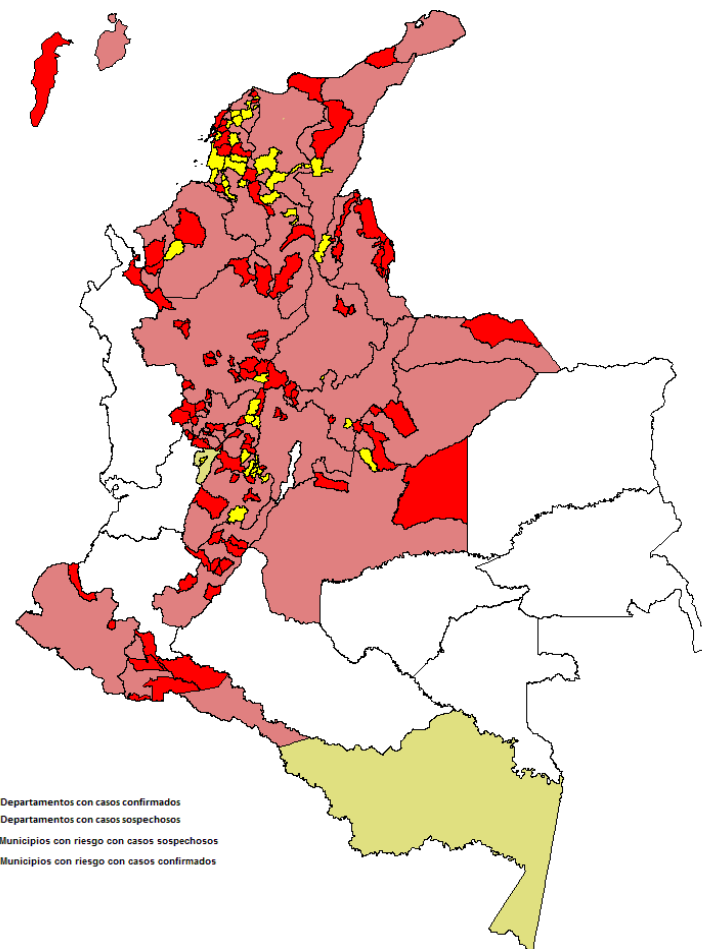 Departamentos con casos confirmados
Departamentos con casos sospechosos
Municipios con riesgo con casos sospechosos
Municipios con riesgo con casos confirmados